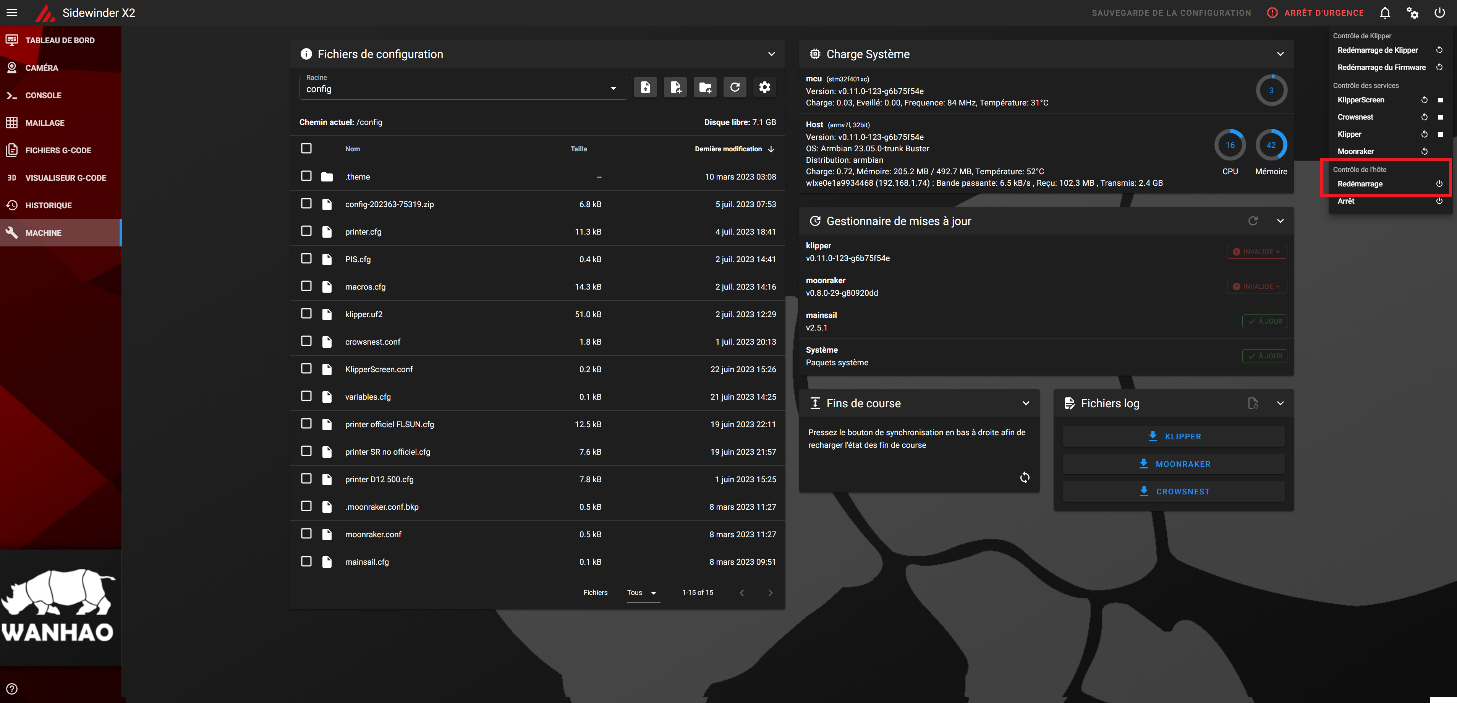 Sidewinder X2
SAUVEGARDE DE LA CONFIGURATION
ARRÊT D'URGENCE
TABLEAU DE BORD
CAMÉRA
CONSOLE
MAILLAGE
FICHIERS G-CODE
3D VISUALISEUR G-CODE
HISTORIQUE
MACHINE
WANHAO
Fichiers de configuration
Racine
config
Chemin actuel: /config Disque libre: 7.1 GB
Nom Taille Dernière modification
.theme -- 10 mars 2023 03:08
config-202363-75319.zip 6.8 kB 5 juil. 2023 07:53
printer.cfg 11.3 kB 4 juil. 2023 18:41
PIS.cfg 0.4 kB 2 juil. 2023 14:41
macros.cfg 14.3 kB 2 juil. 2023 14:16
klipper.uf2 51.0 kB 2 juil. 2023 12:29
crowsnest.conf 1.8 kB 1 juil. 2023 20:13
KlipperScreen.conf 0.2 kB 22 juin 2023 15:26
variables.cfg 0.1 kB 21 juin 2023 14:25
printer officiel FLSUN.cfg 12.5 kB 19 juin 2023 22:11
printer SR no officiel.cfg 7.6 kB 19 juin 2023 21:57
printer D12 500.cfg 7.8 kB 1 juin 2023 15:25
.moonraker.conf.bkp 0.5 kB 8 mars 2023 11:27
moonraker.conf 0.5 kB 8 mars 2023 11:27
mainsail.cfg 0.1 kB 8 mars 2023 09:51
Fichiers Tous 1-15 of 15
Charge Système
mcu (stm32f401xc)
Version: v0.11.0-123-g6b75f54e
Charge: 0.03, Eveillé: 0.00, Frequence: 84 MHz, Température: 31°C
3
Host (armv7l, 32bit)
Version: v0.11.0-123-g6b75f54e
OS: Armbian 23.05.0-trunk Buster
Distribution: armbian
Charge: 0.72, Mémoire: 205.2 MB / 492.7 MB, Température: 52°C
wlxe0e1a9934468 (192.168.1.74) : Bande passante: 6.5 kB/s , Reçu: 102.3 MB , Transmis: 2.4 GB
16 42
CPU Mémoire
Gestionnaire de mises à jour
klipper
v0.11.0-123-g6b75f54e
INVALIDE
moonraker
v0.8.0-29-g80920dd
INVALIDE
mainsail
v2.5.1
À JOUR
Système
Paquets système
À JOUR
Fins de course
Pressez le bouton de synchronisation en bas à droite afin de
recharger l'état des fin de course
Fichiers log
KLIPPER
MOONRAKER
CROWSNEST
Contrôle de Klipper
Redémarrage de Klipper
Redémarrage du Firmware
Contrôle des services
KlipperScreen
Crowsnest
Klipper
Moonraker
Contrôle de l'hôte
Redémarrage
Arrêt